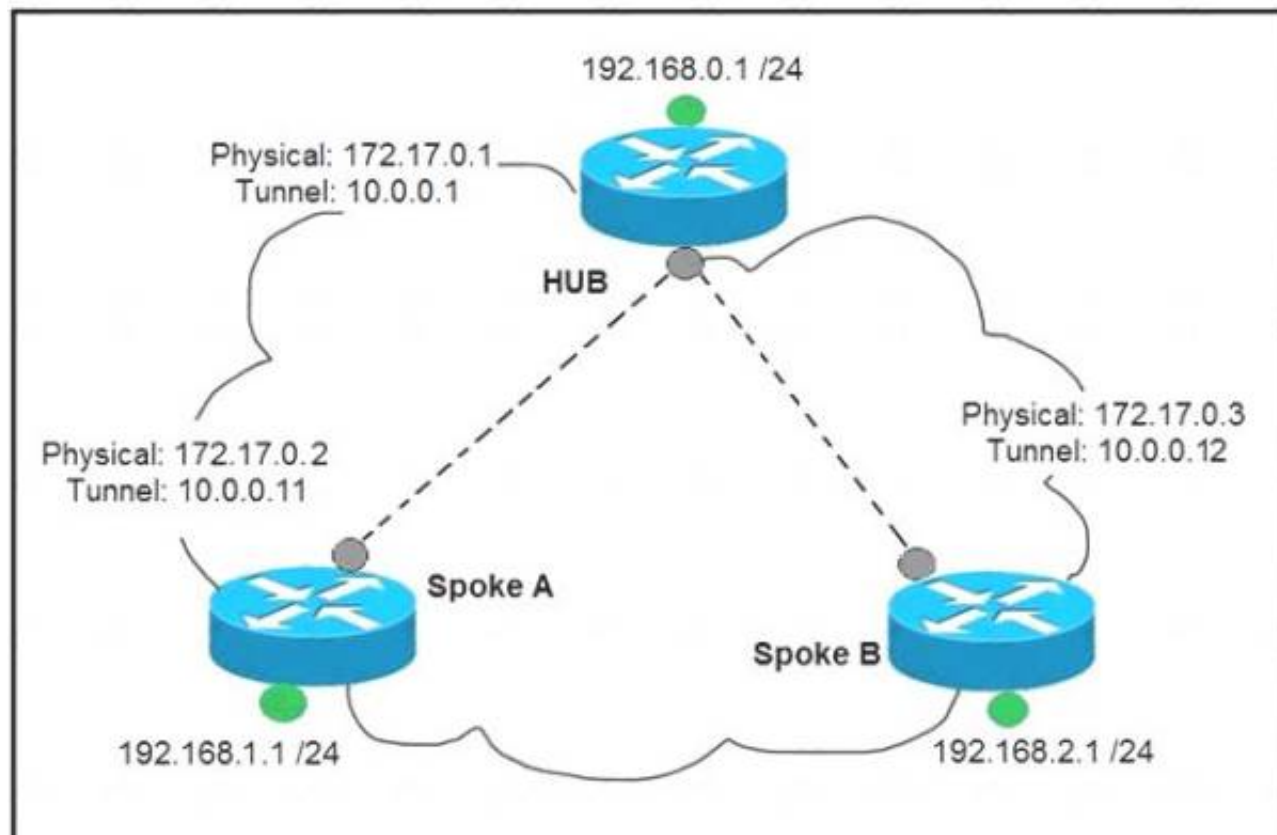 192.168.0.1 /24
Physical: 172.17.0.1
Tunnel: 10.0.0.1
HUB
Physical: 172.17.0.3
Tunnel: 10.0.0.12
Physical: 172.17.0.2
Tunnel: 10.0.0.11
Spoke A
Spoke B
192.168.1.1 /24
192.168.2.1 /24